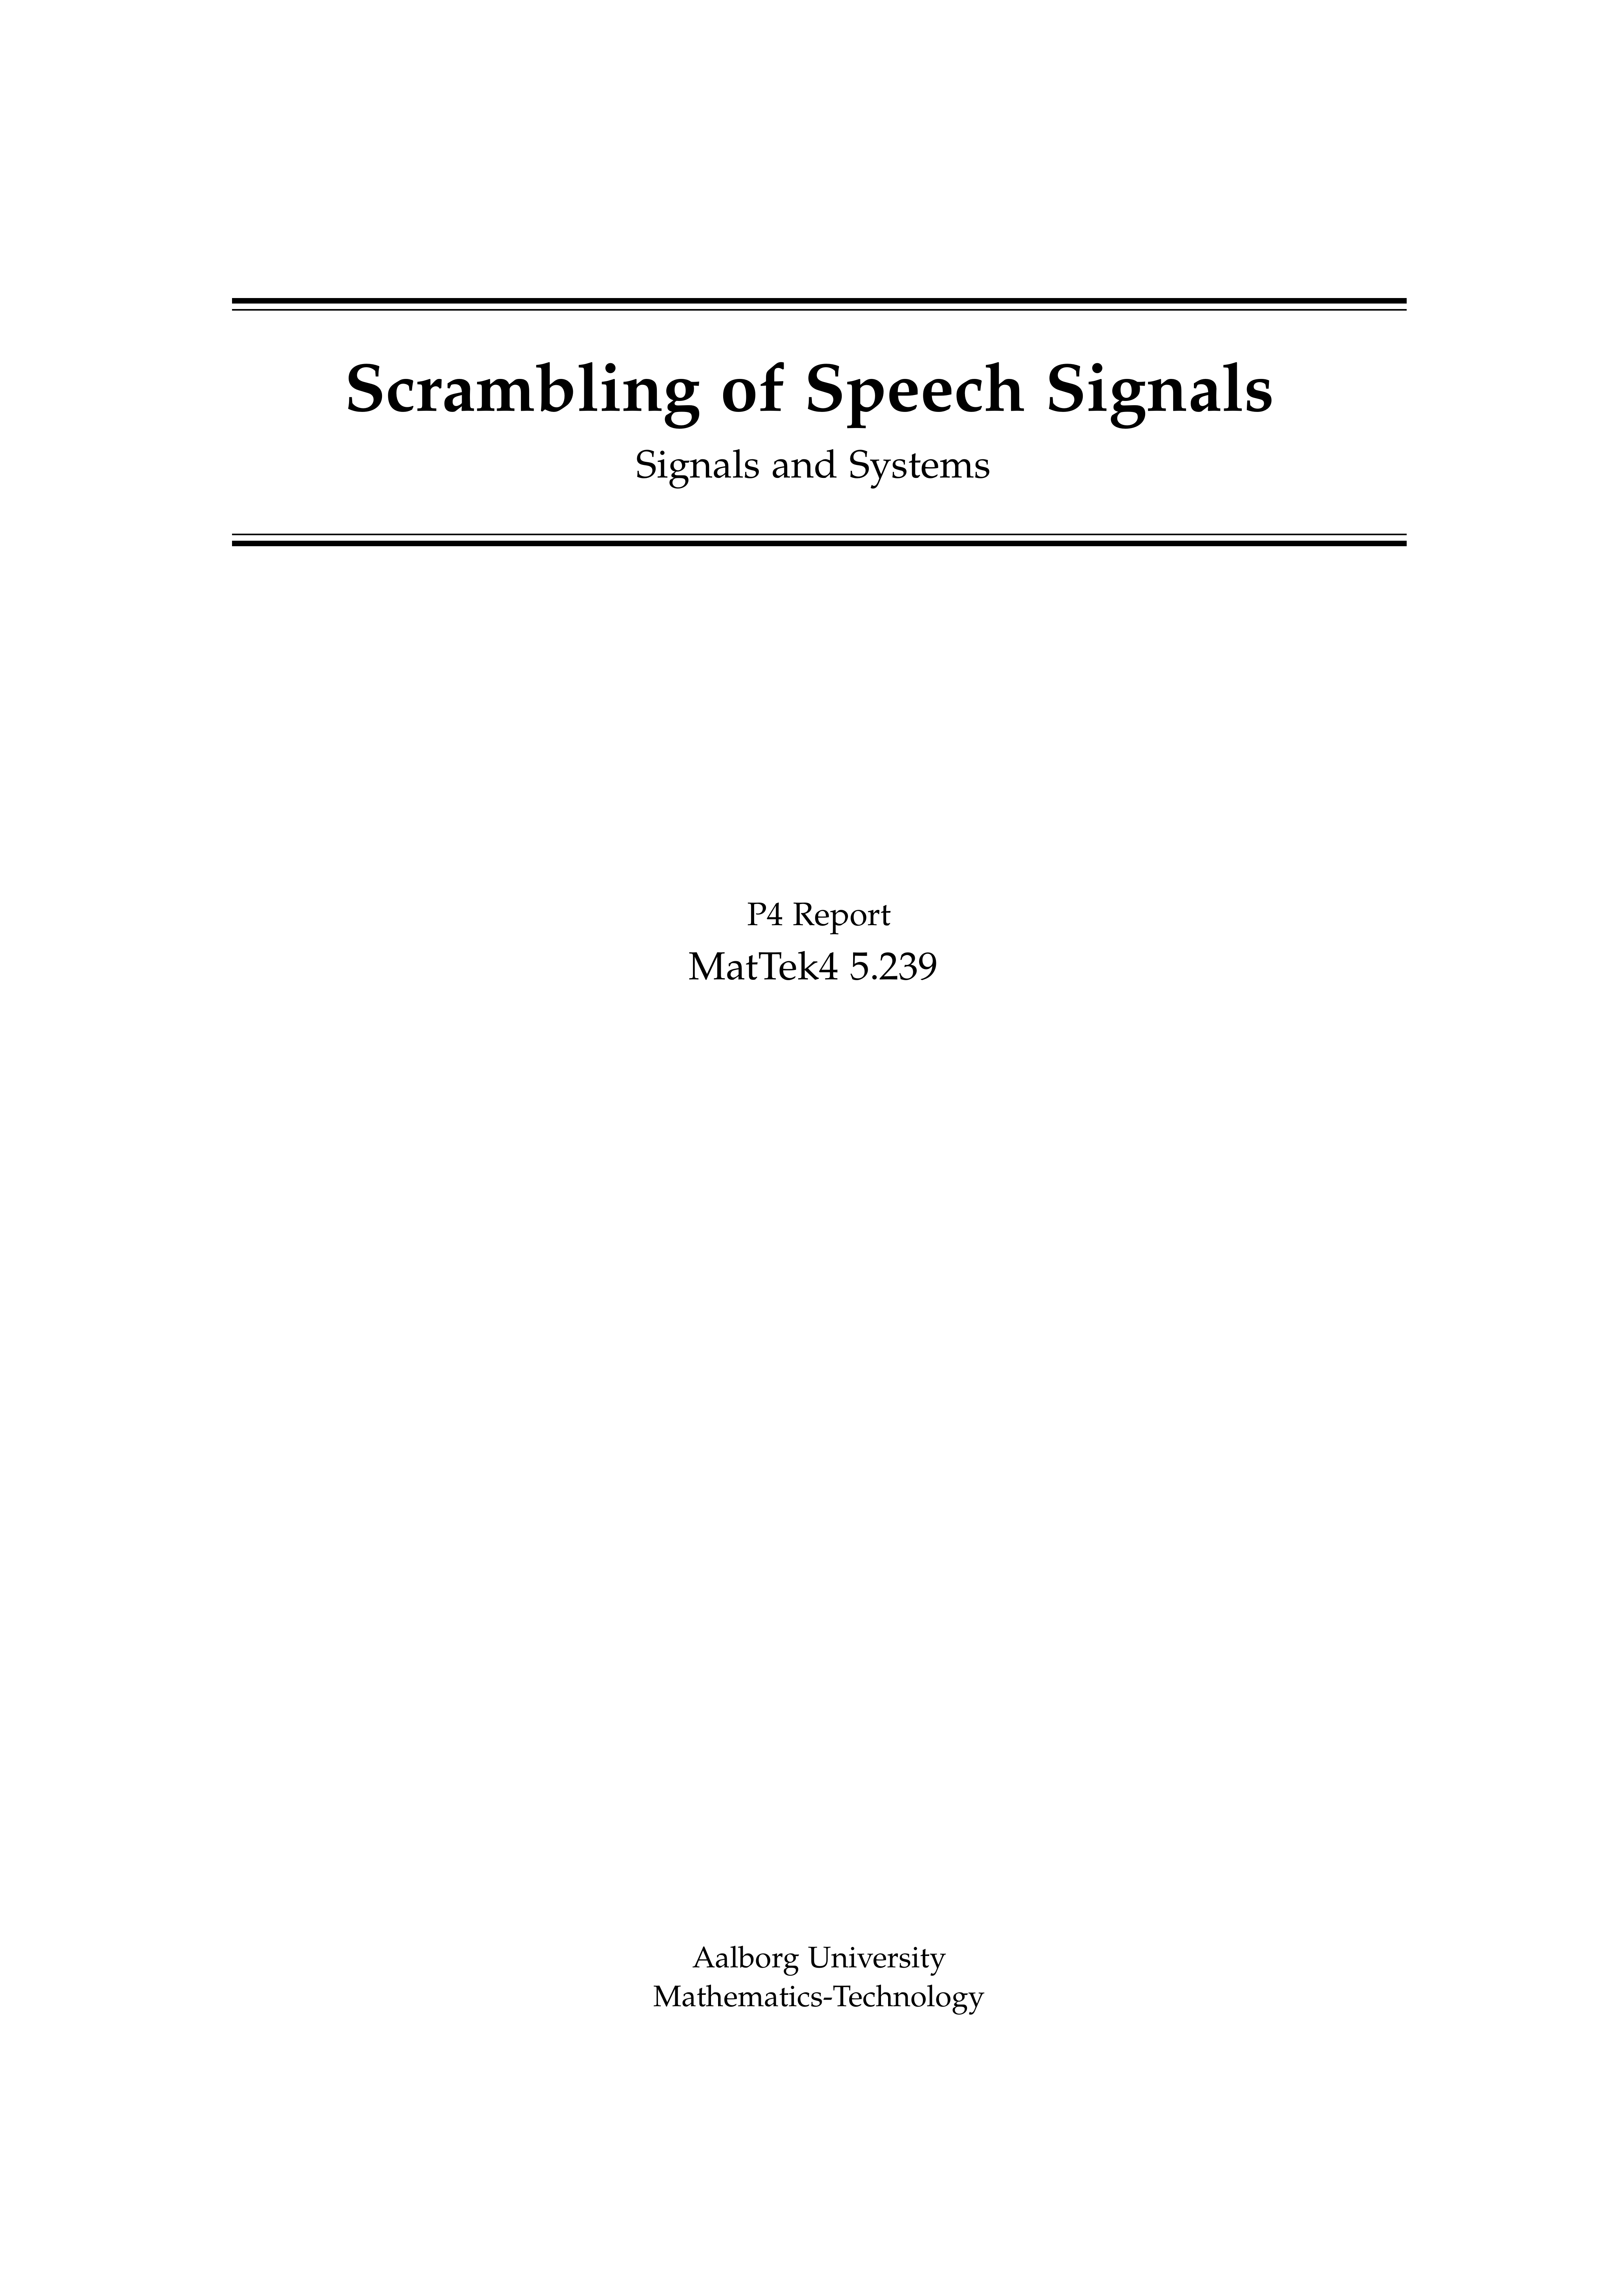 Scrambling of Speech Signals
Signals and Systems
P4 Report
MatTek4 5.239
Aalborg University
Mathematics-Technology